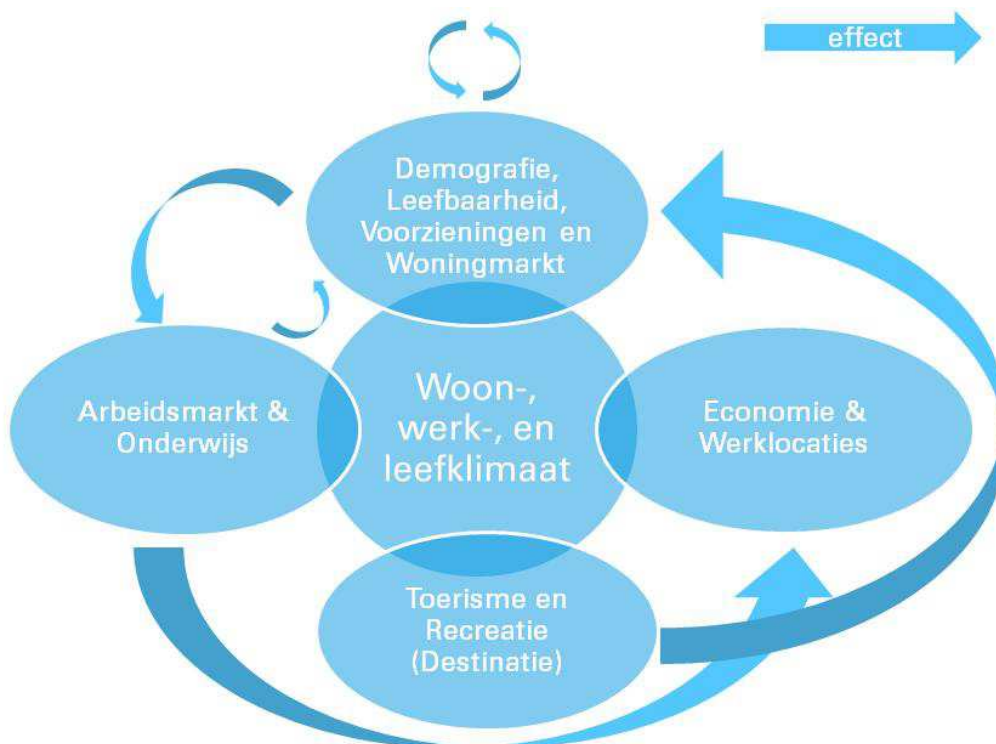 effect
Demografie,
Leefbaarheid,
Voorzieningen en
Woningmarkt
Arbeidsmarkt &
Onderwijs
Woon-,
werk-, en
leefklimaat
Economie &
Werklocaties
Toerisme en
Recreatie
(Destinatie)